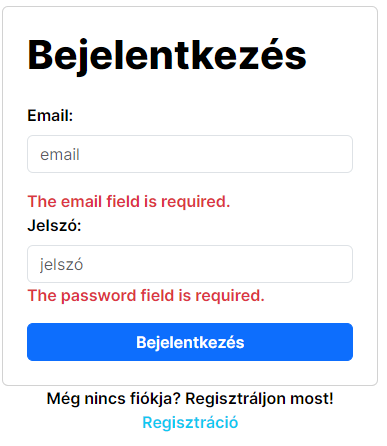 Bejelentkezés
Email:
email
The email field is required.
Jelszó:
jelszó
The password field is required.
Bejelentkezés
Még nincs fiókja? Regisztráljon most!
Regisztráció